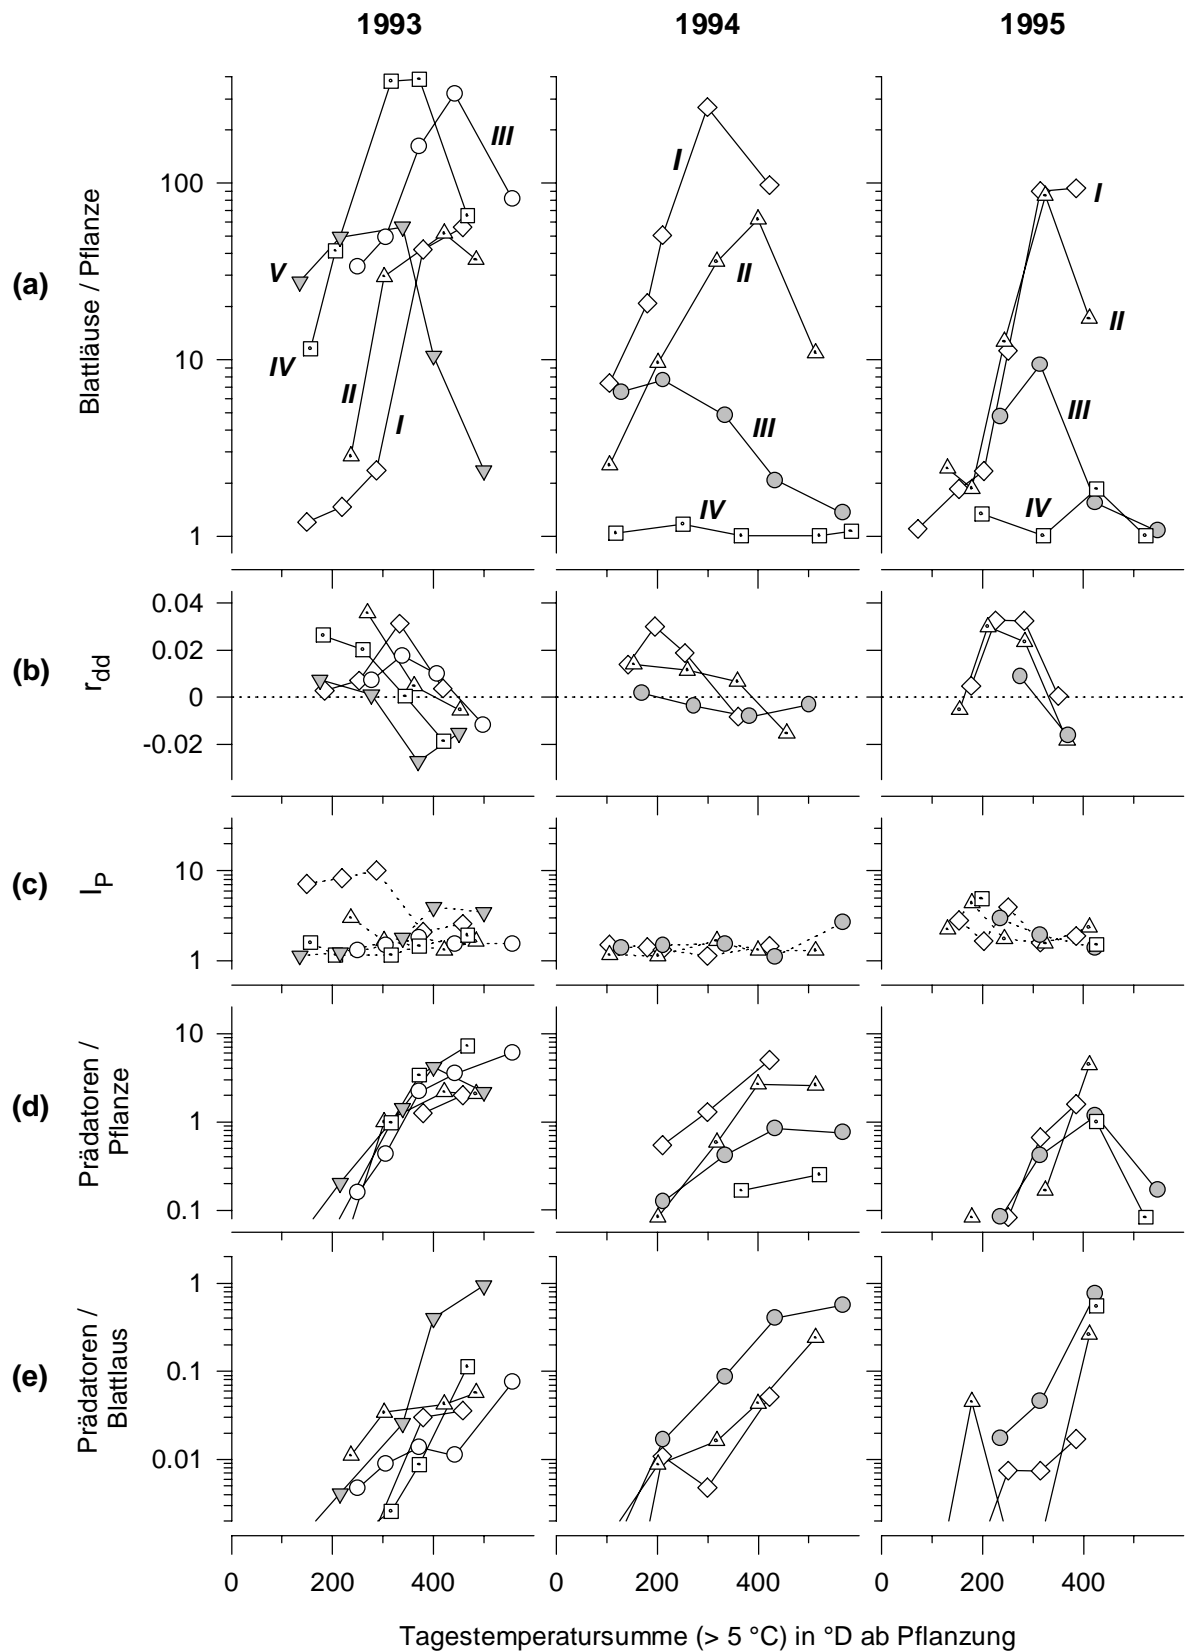 1993 1994 1995
(a)
Blattläuse / Pflanze
100
10
1
V
IV
II
I
III
I
II
III
IV
I
II
III
IV
(b)
r_dd
0.04
0.02
0
-0.02
(c)
I_P
10
1
(d)
Prädatoren /
Pflanze
10
1
0.1
(e)
Prädatoren /
Blattlaus
1
0.1
0.01
0 200 400 0 200 400 0 200 400
Tagestemperatursumme (> 5 °C) in °D ab Pflanzung